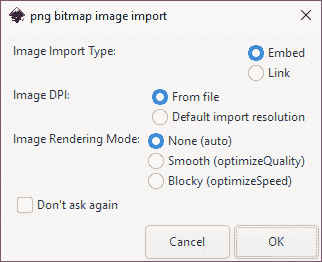 png bitmap image import
Image Import Type: Embed
Link
Image DPI: From file
Default import resolution
Image Rendering Mode: None (auto)
Smooth (optimizeQuality)
Blocky (optimizeSpeed)
Don't ask again
Cancel OK